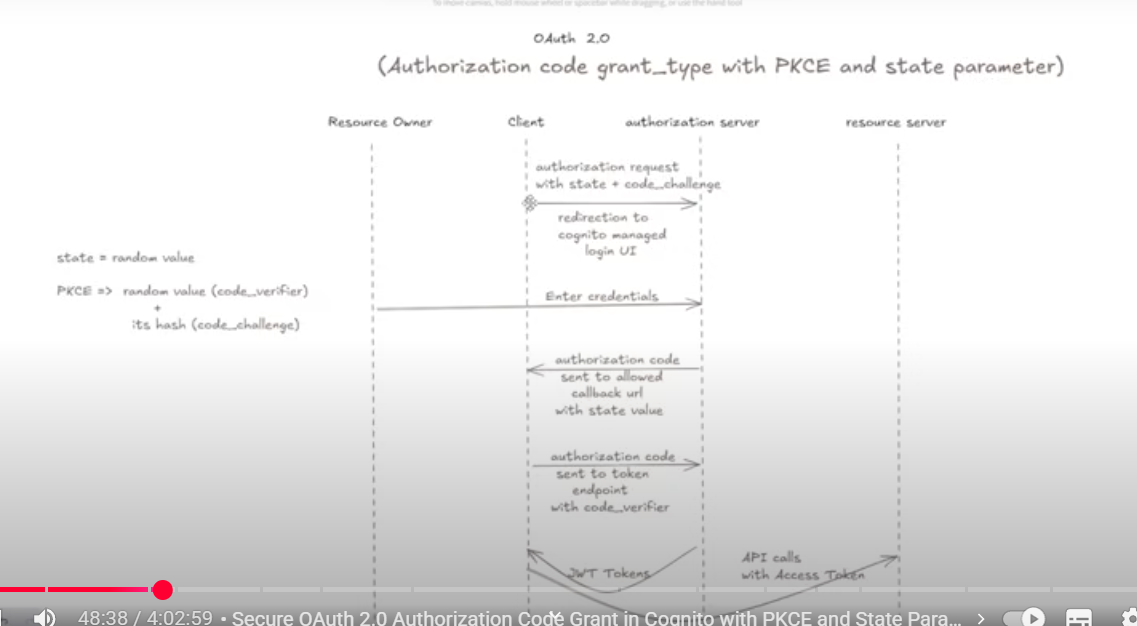 To move canvas, hold mouse wheel or spacebar while dragging, or use the hand tool
OAuth 2.0
(Authorization code grant_type with PKCE and state parameter)
Resource Owner
Client
authorization server
resource server
authorization request
with state + code_challenge
redirection to
cognito managed
login UI
state = random value
PKCE => random value (code_verifier)
+
its hash (code_challenge)
Enter credentials
authorization code
sent to allowed
callback url
with state value
authorization code
sent to token
endpoint
with code_verifier
JWT Tokens
API calls
with Access Token
48:38 / 4:02:59 • Secure OAuth 2.0 Authorization Code Grant in Cognito with PKCE and State Para...